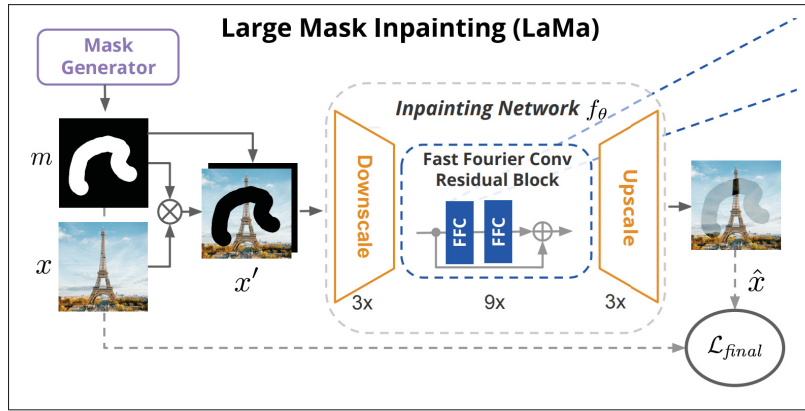 Large Mask Inpainting (LaMa)
Mask
Generator
m
x
x′
Inpainting Network f_θ
Downscale
Fast Fourier Conv
Residual Block
FFC
FFC
Upscale
3x
9x
3x
x̂
ℒ_final